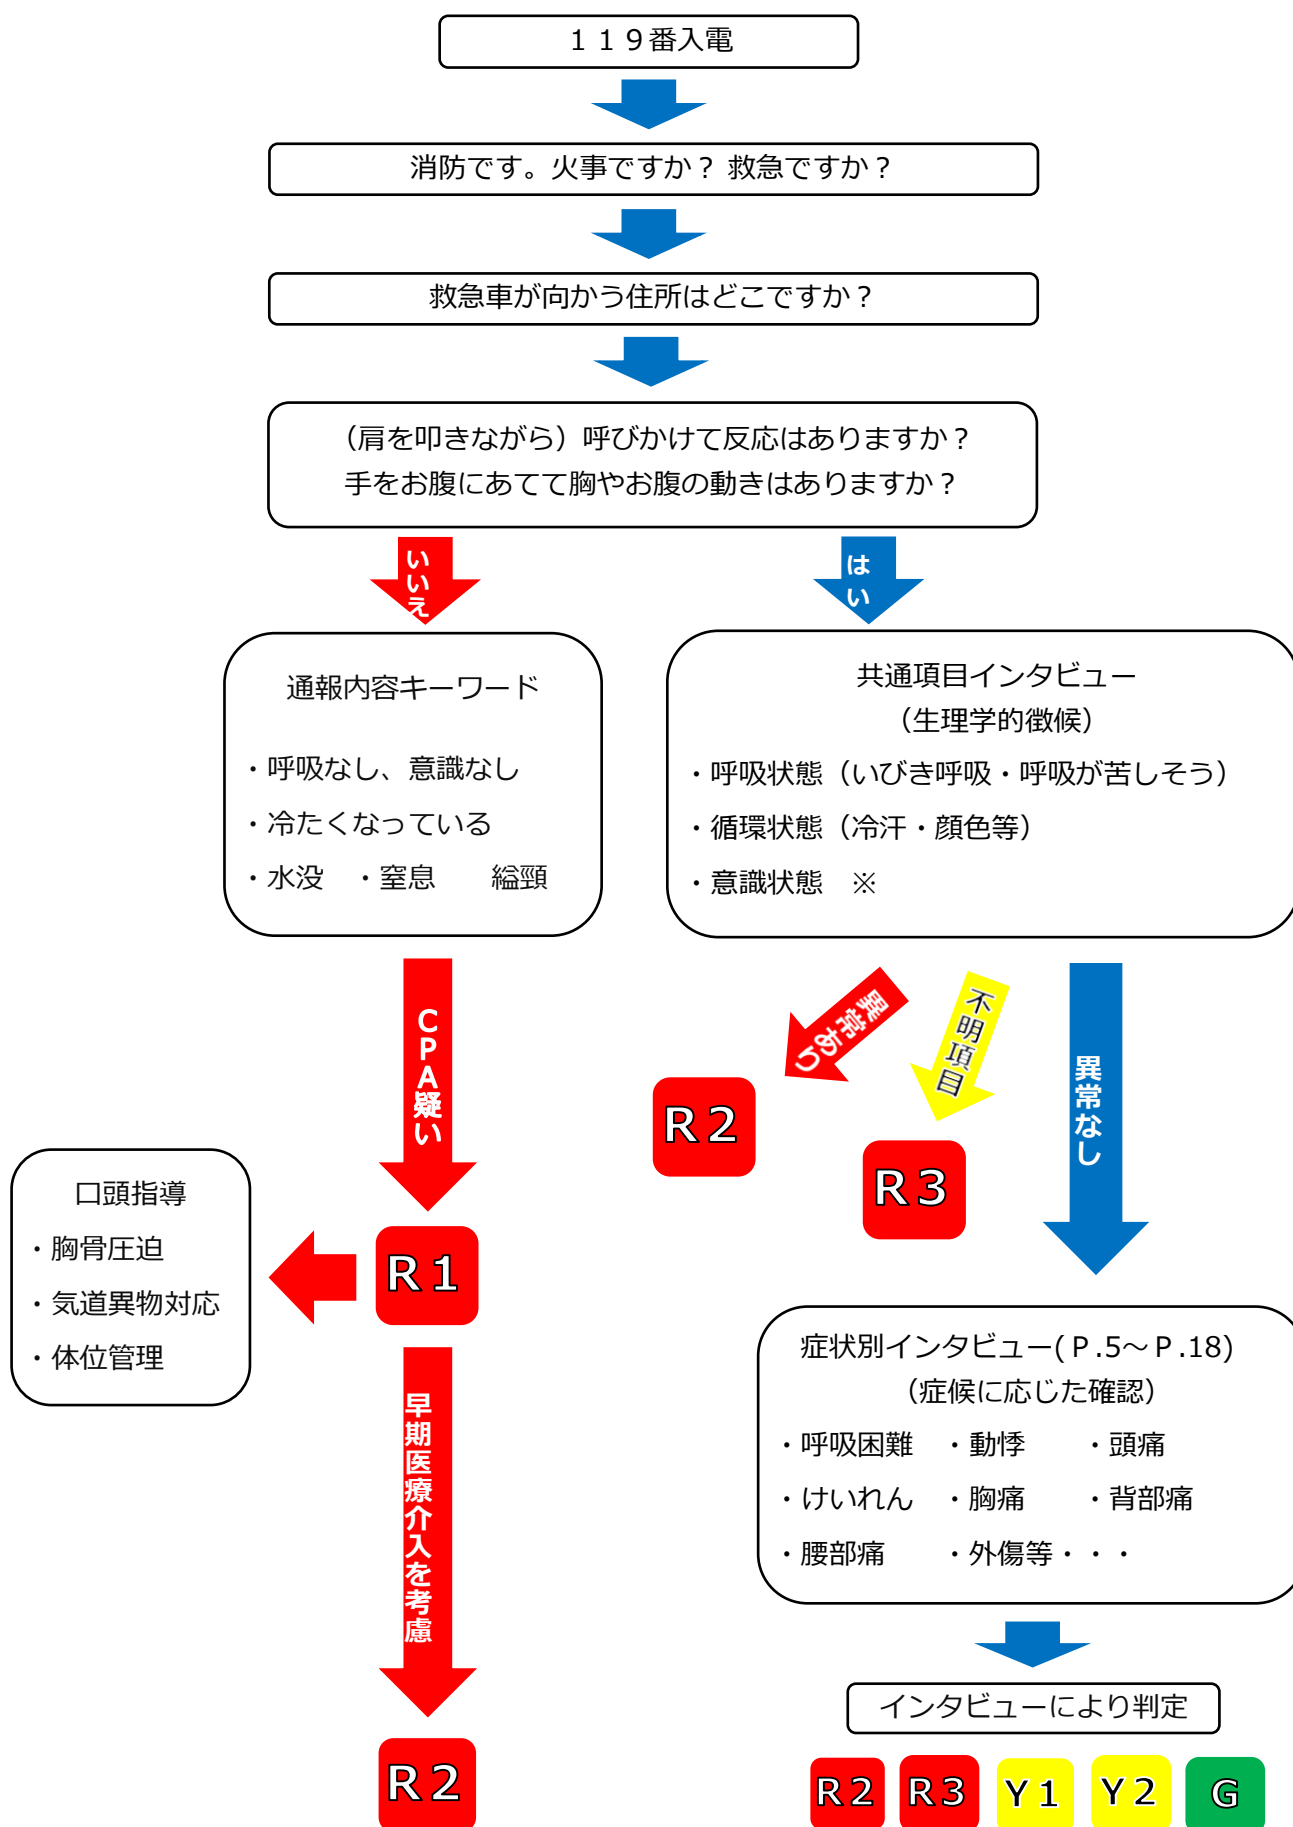 １１９番入電
消防です。火事ですか？ 救急ですか？
救急車が向かう住所はどこですか？
（肩を叩きながら）呼びかけて反応はありますか？
手をお腹にあてて胸やお腹の動きはありますか？
いいえ
はい
通報内容キーワード
・呼吸なし、意識なし
・冷たくなっている
・水没　・窒息　　縊頸
共通項目インタビュー
（生理学的徴候）
・呼吸状態（いびき呼吸・呼吸が苦しそう）
・循環状態（冷汗・顔色等）
・意識状態　※
ＣＰＡ疑い
異常あり
不明項目
異常なし
Ｒ２
Ｒ３
Ｒ１
口頭指導
・胸骨圧迫
・気道異物対応
・体位管理
早期医療介入を考慮
Ｒ２
症状別インタビュー(Ｐ.5～Ｐ.18)
（症候に応じた確認）
・呼吸困難　・動悸　　・頭痛
・けいれん　・胸痛　　・背部痛
・腰部痛　　・外傷等・・・
インタビューにより判定
Ｒ２ Ｒ３ Ｙ１ Ｙ２ Ｇ